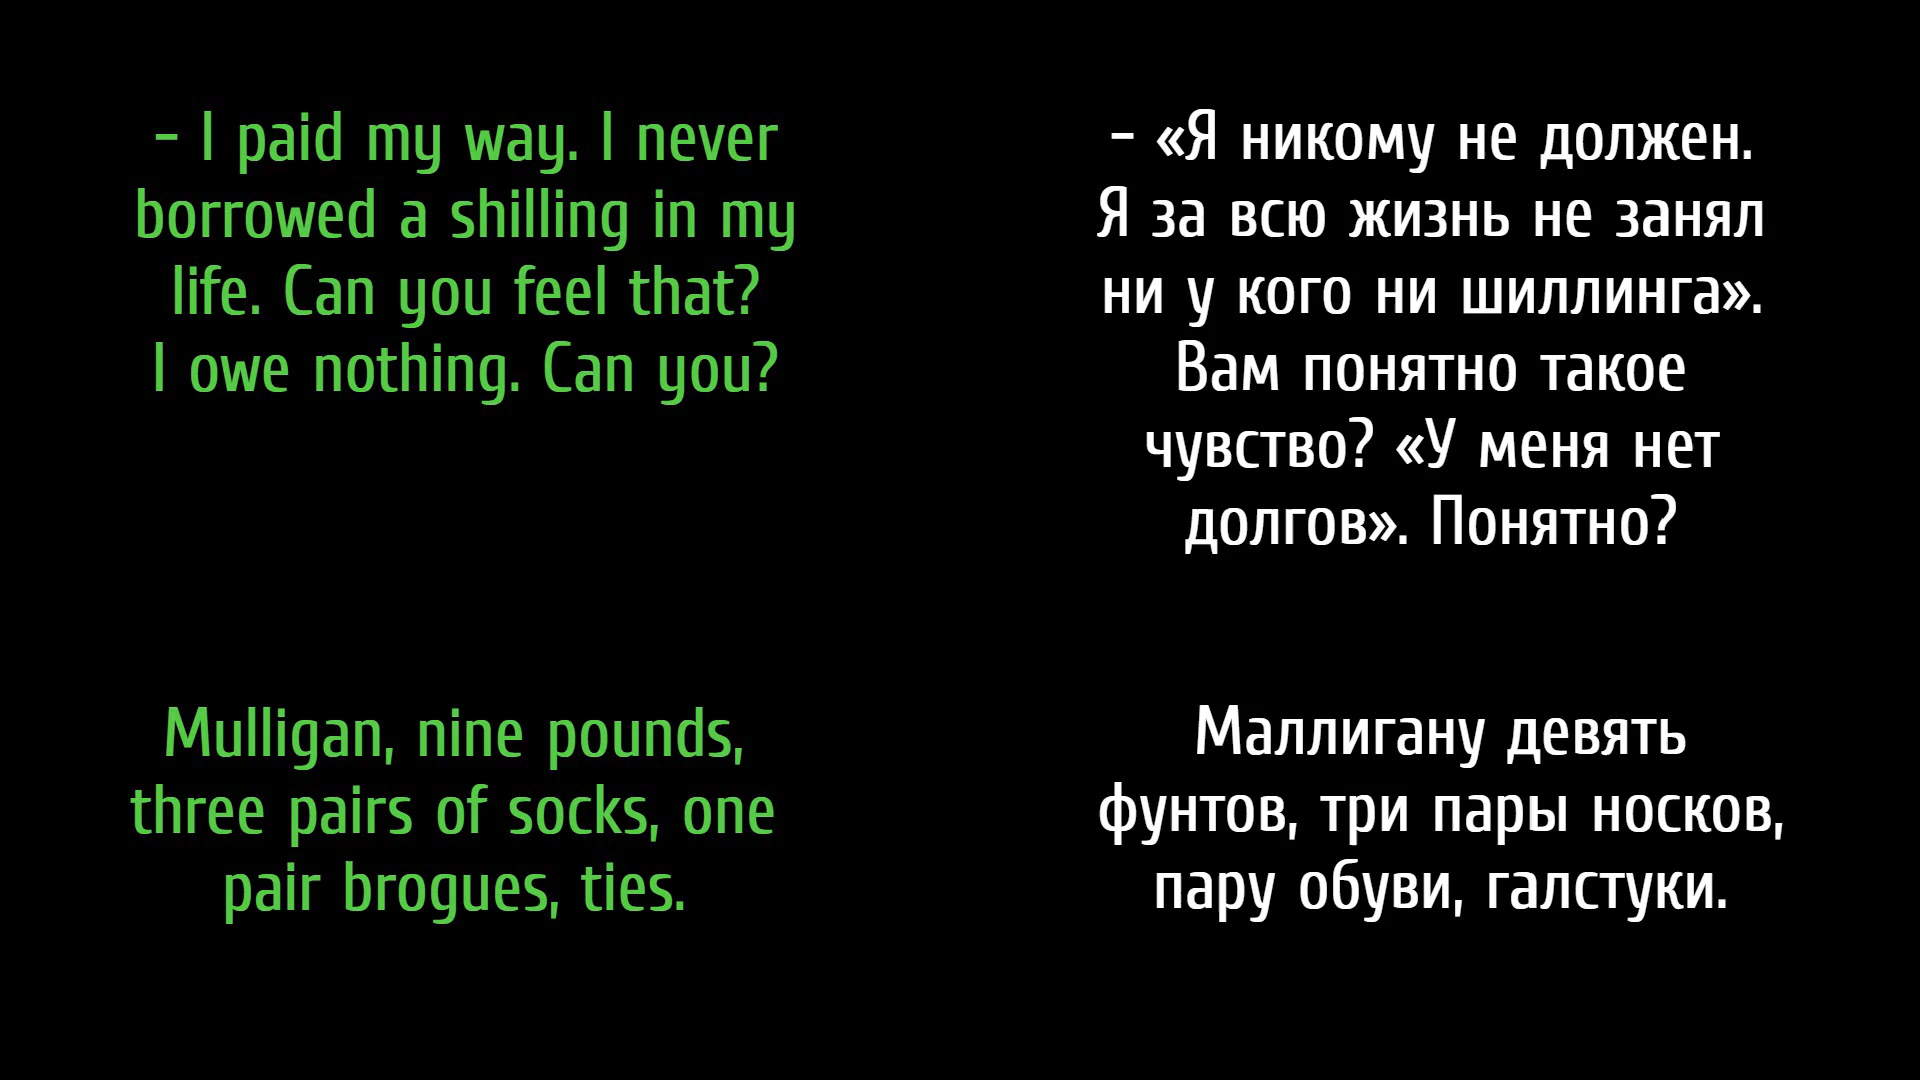 - I paid my way. I never
borrowed a shilling in my
life. Can you feel that?
I owe nothing. Can you?
- «Я никому не должен.
Я за всю жизнь не занял
ни у кого ни шиллинга».
Вам понятно такое
чувство? «У меня нет
долгов». Понятно?
Mulligan, nine pounds,
three pairs of socks, one
pair brogues, ties.
Маллигану девять
фунтов, три пары носков,
пару обуви, галстуки.